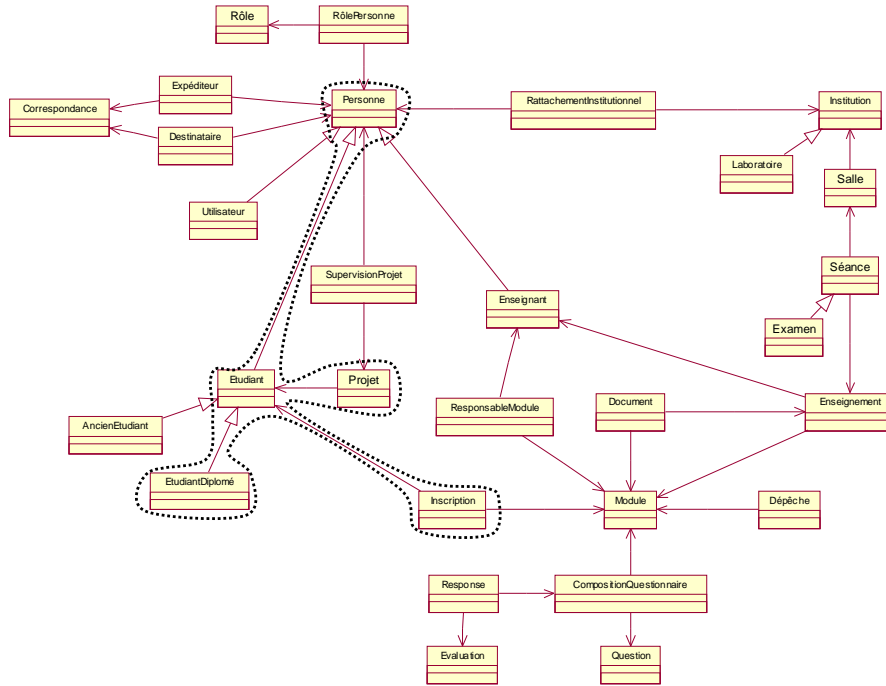 Rôle
RôlePersonne
Expéditeur
Personne
RattachementInstitutionnel
Institution
Correspondance
Destinataire
Laboratoire
Salle
Utilisateur
Séance
SupervisionProjet
Enseignant
Examen
Etudiant
Projet
ResponsableModule
Document
Enseignement
AncienEtudiant
EtudiantDiplomé
Inscription
Module
Dépêche
Response
CompositionQuestionnaire
Evaluation
Question